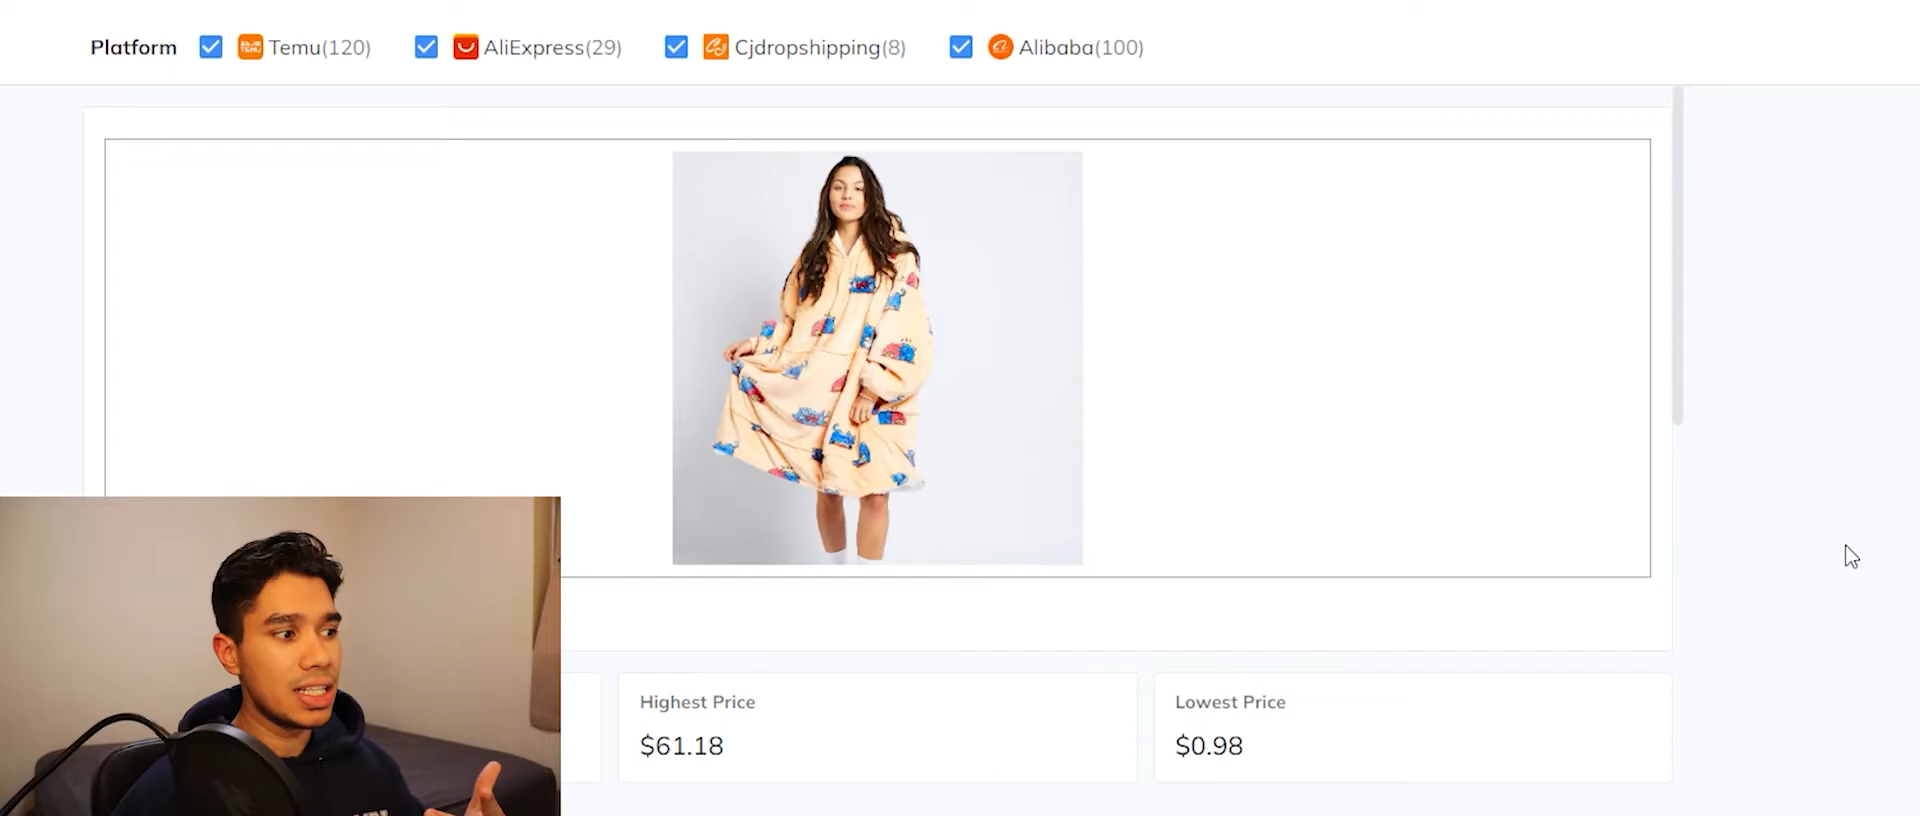 Platform Temu(120) AliExpress(29) Cjdropshipping(8) Alibaba(100)
Highest Price Lowest Price
$61.18 $0.98